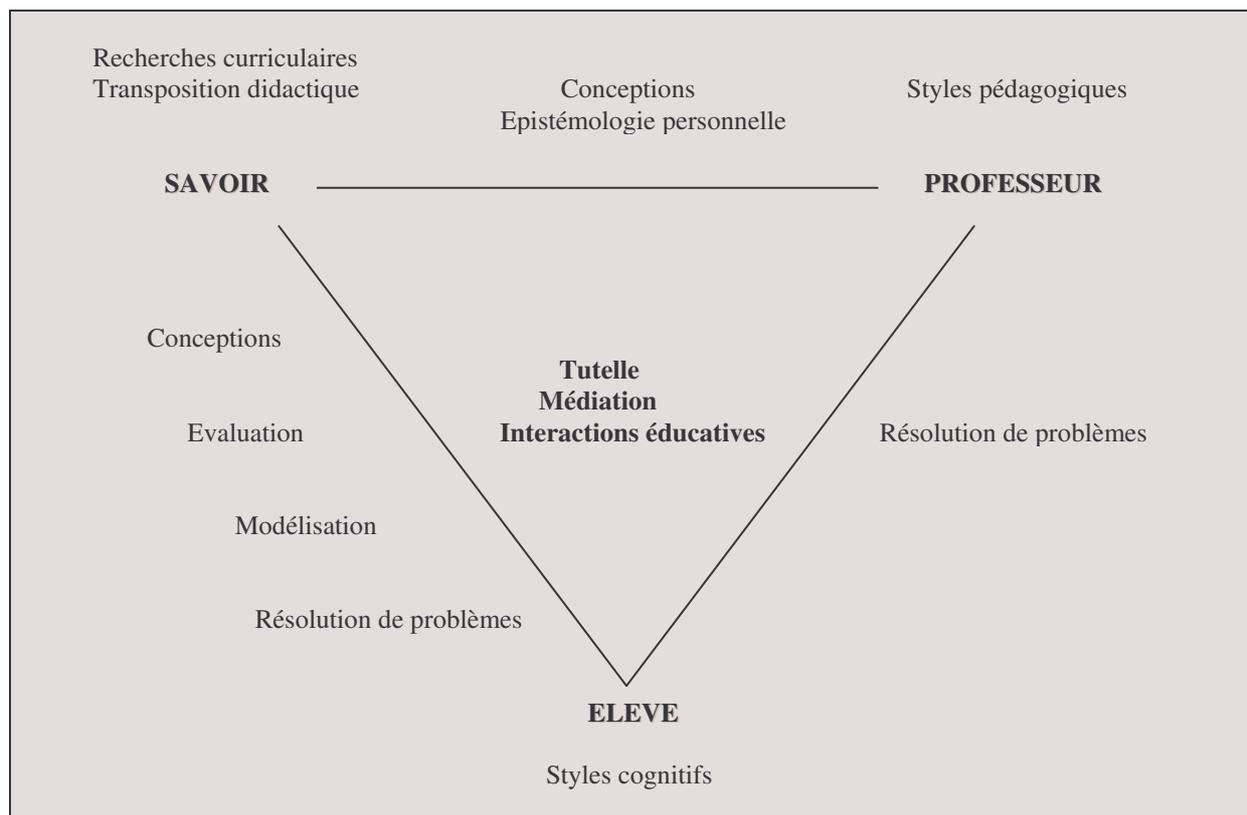 Recherches curriculaires
Transposition didactique
Conceptions
Epistémologie personnelle
Styles pédagogiques
SAVOIR
PROFESSEUR
Conceptions
Tutelle
Médiation
Interactions éducatives
Evaluation
Résolution de problèmes
Modélisation
Résolution de problèmes
ELEVE
Styles cognitifs